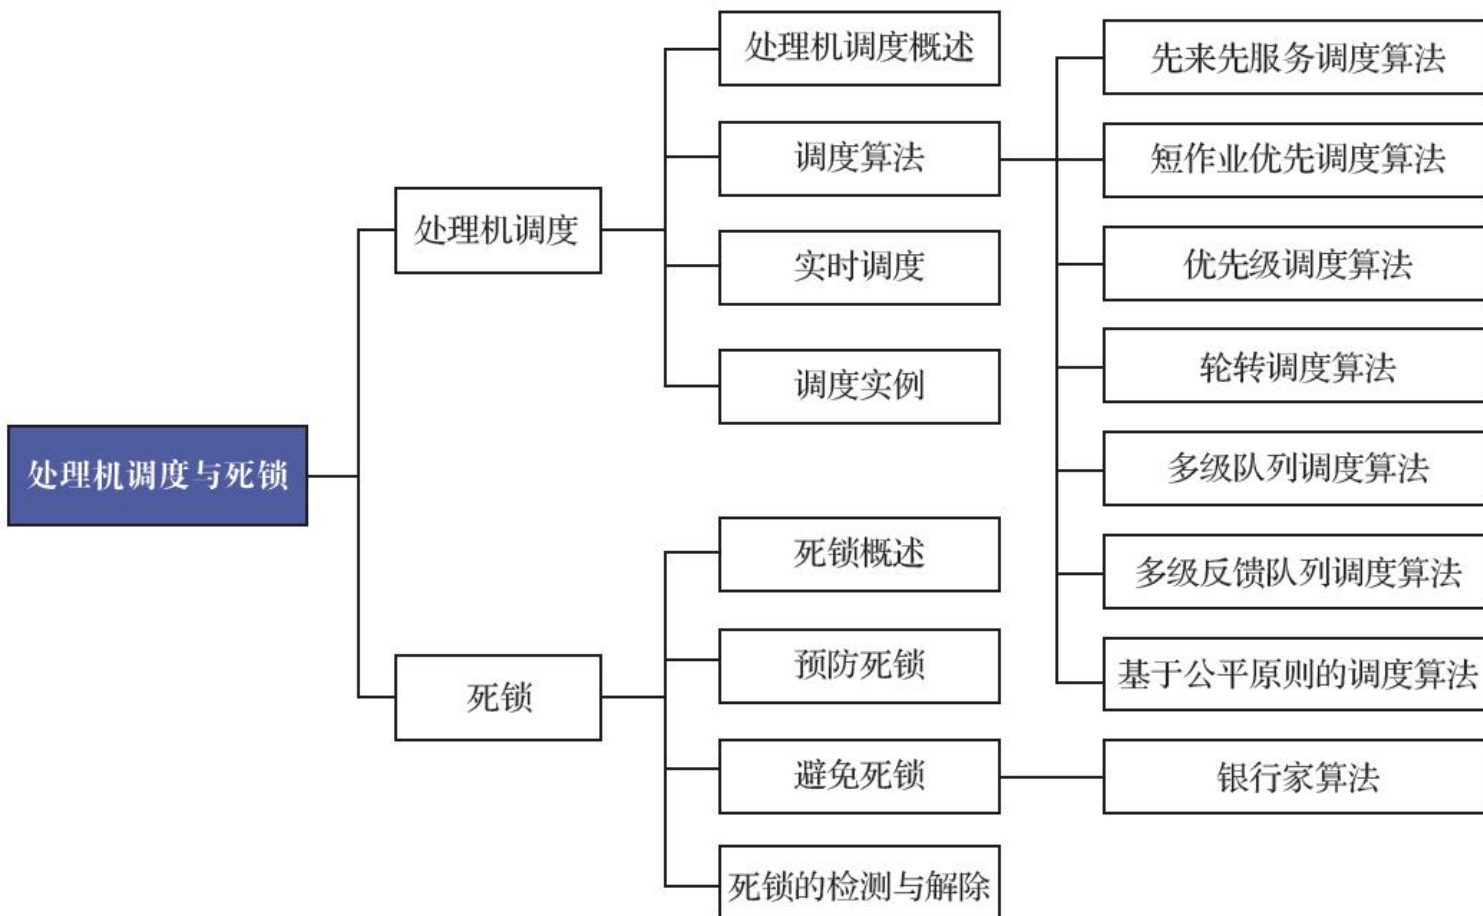 处理机调度与死锁
处理机调度
处理机调度概述
调度算法
先来先服务调度算法
短作业优先调度算法
优先级调度算法
轮转调度算法
多级队列调度算法
多级反馈队列调度算法
基于公平原则的调度算法
实时调度
调度实例
死锁
死锁概述
预防死锁
避免死锁
银行家算法
死锁的检测与解除